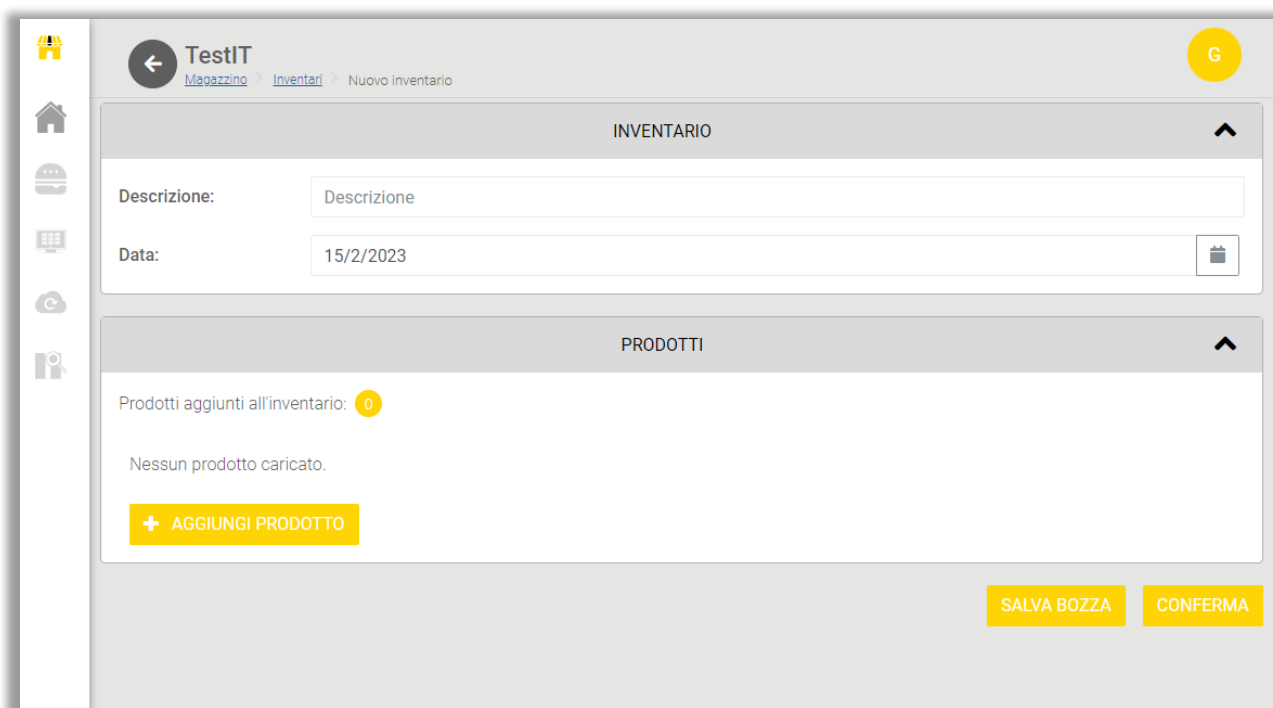 TestIT
G
Magazzino > Inventari > Nuovo inventario
INVENTARIO
Descrizione: Descrizione
Data: 15/2/2023
PRODOTTI
Prodotti aggiunti all'inventario: 0
Nessun prodotto caricato.
+ AGGIUNGI PRODOTTO
SALVA BOZZA CONFERMA